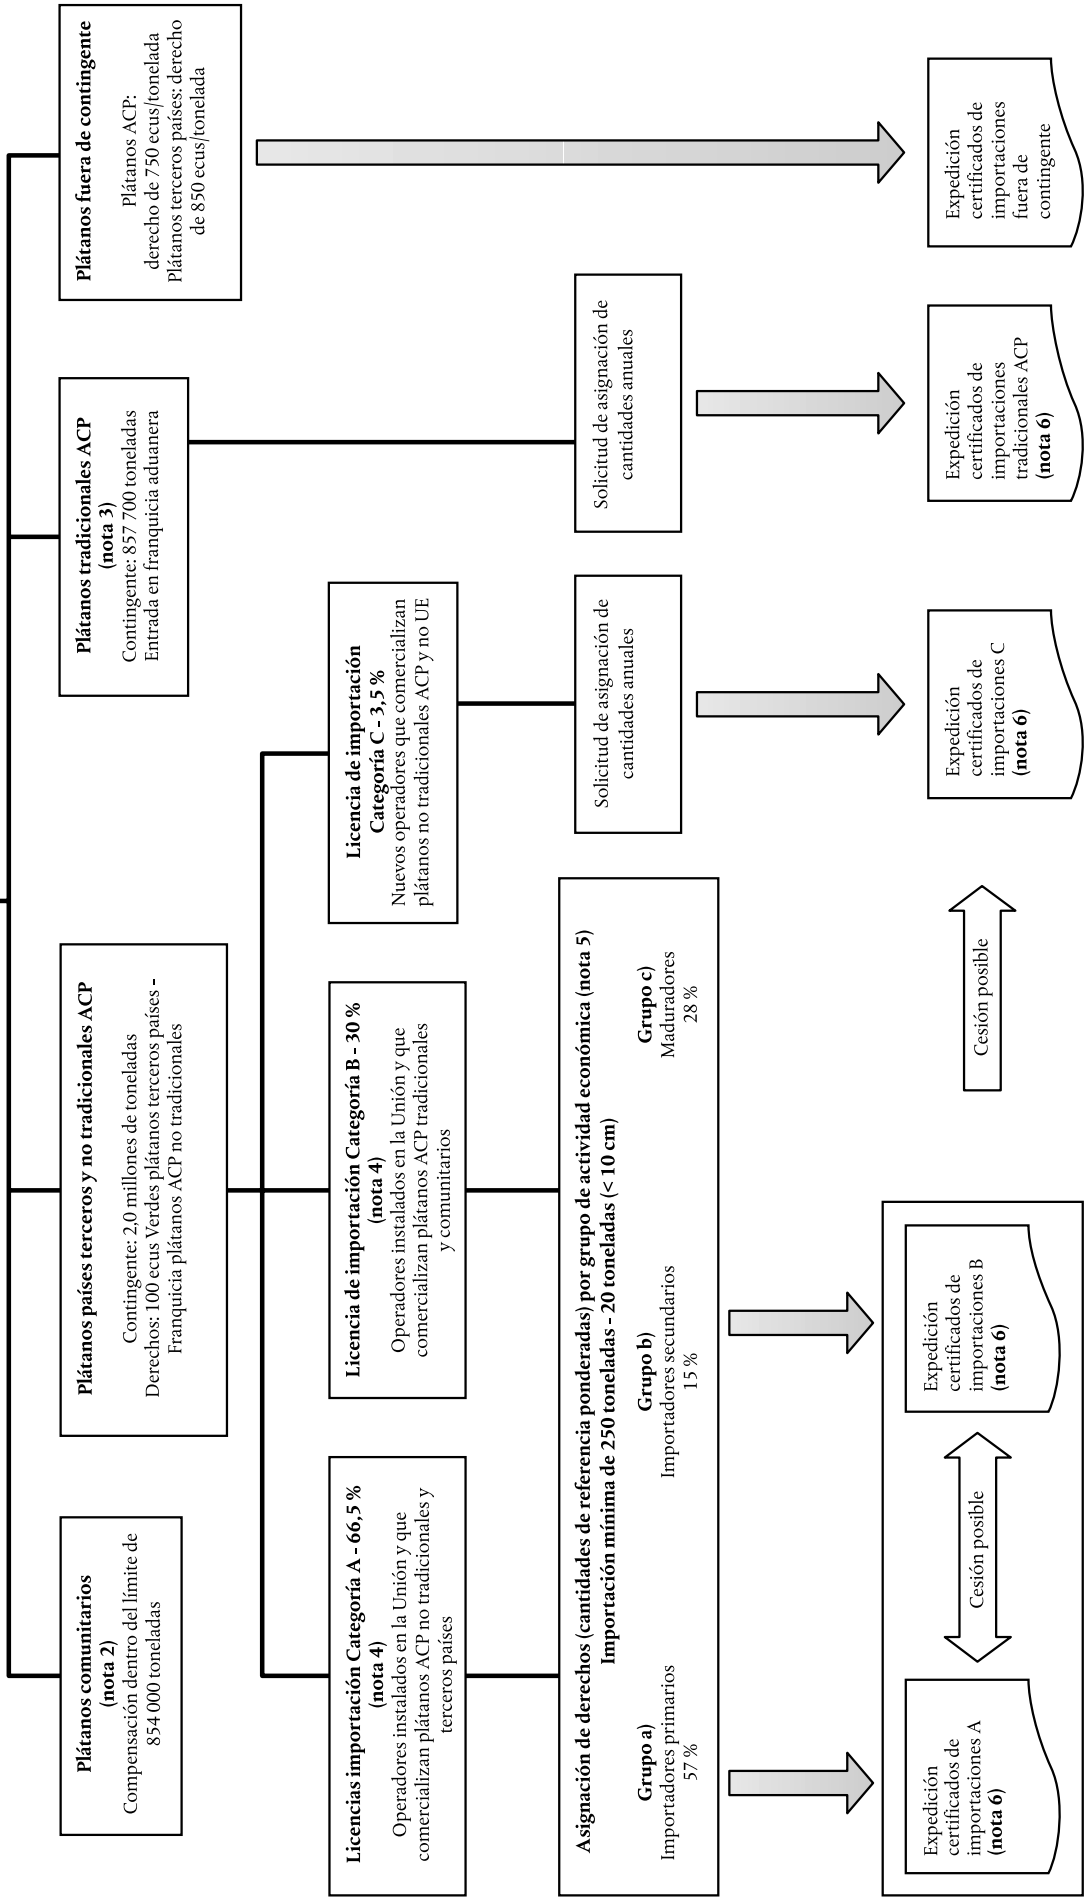 Plátanos comunitarios
(nota 2)
Compensación dentro del límite de
854 000 toneladas
Plátanos países terceros y no tradicionales ACP
Contingente: 2,0 millones de toneladas
Derechos: 100 ecus Verdes plátanos terceros países -
Franquicia plátanos ACP no tradicionales
Plátanos tradicionales ACP
(nota 3)
Contingente: 857 700 toneladas
Entrada en franquicia aduanera
Plátanos fuera de contingente
Plátanos ACP:
derecho de 750 ecus/tonelada
Plátanos terceros países: derecho
de 850 ecus/tonelada
Licencias importación Categoría A - 66,5 %
(nota 4)
Operadores instalados en la Unión y que
comercializan plátanos ACP no tradicionales y
terceros países
Licencia de importación Categoría B - 30 %
(nota 4)
Operadores instalados en la Unión y que
comercializan plátanos ACP tradicionales
y comunitarios
Licencia de importación
Categoría C - 3,5 %
Nuevos operadores que comercializan
plátanos no tradicionales ACP y no UE
Asignación de derechos (cantidades de referencia ponderadas) por grupo de actividad económica (nota 5)
Importación mínima de 250 toneladas - 20 toneladas (< 10 cm)
Grupo a)
Importadores primarios
57 %
Grupo b)
Importadores secundarios
15 %
Grupo c)
Maduradores
28 %
Solicitud de asignación de
cantidades anuales
Solicitud de asignación de
cantidades anuales
Expedición
certificados de
importaciones A
(nota 6)
Cesión posible
Expedición
certificados de
importaciones B
(nota 6)
Cesión posible
Expedición
certificados de
importaciones C
(nota 6)
Expedición
certificados de
importaciones
tradicionales ACP
(nota 6)
Expedición
certificados de
importaciones
fuera de
contingente